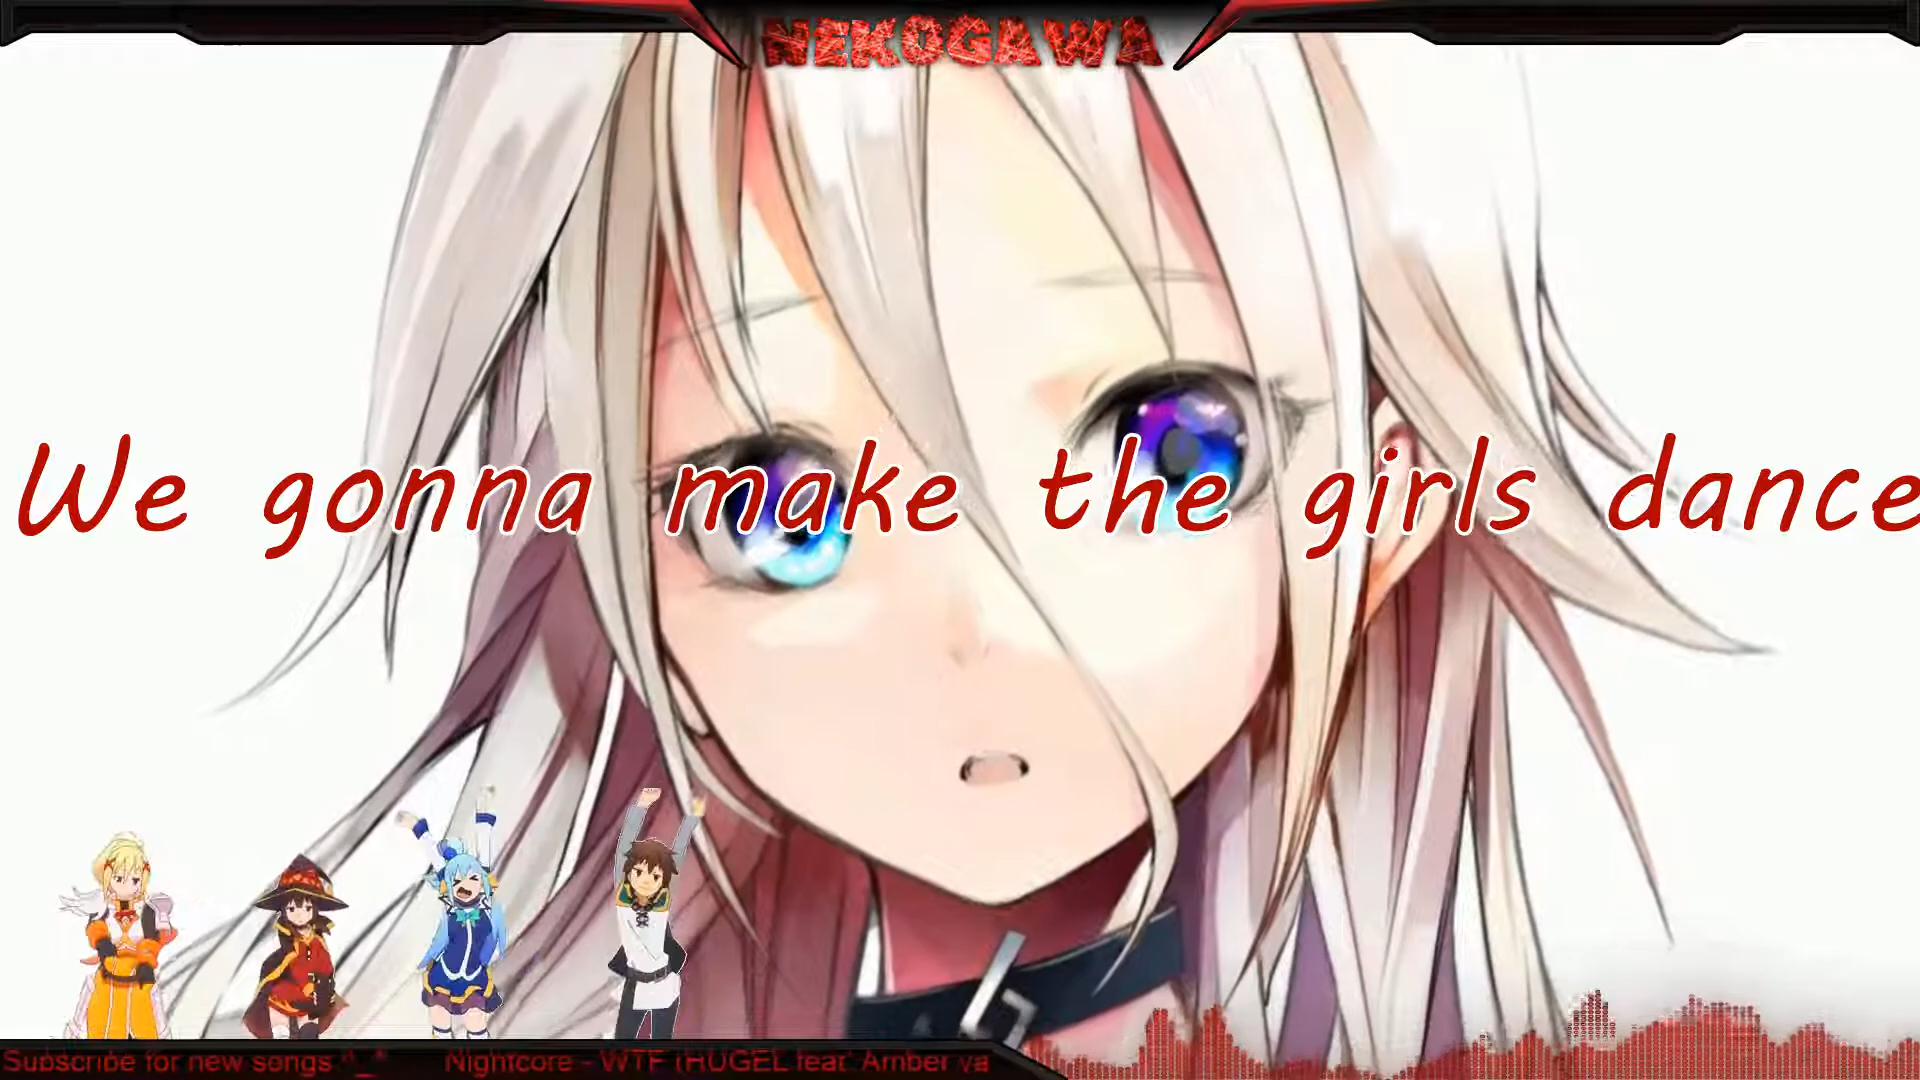 NEKOGAWA
We gonna make the girls dance
Subscribe for new songs ^_^ Nightcore - WTF (HUGEL feat' Amber va